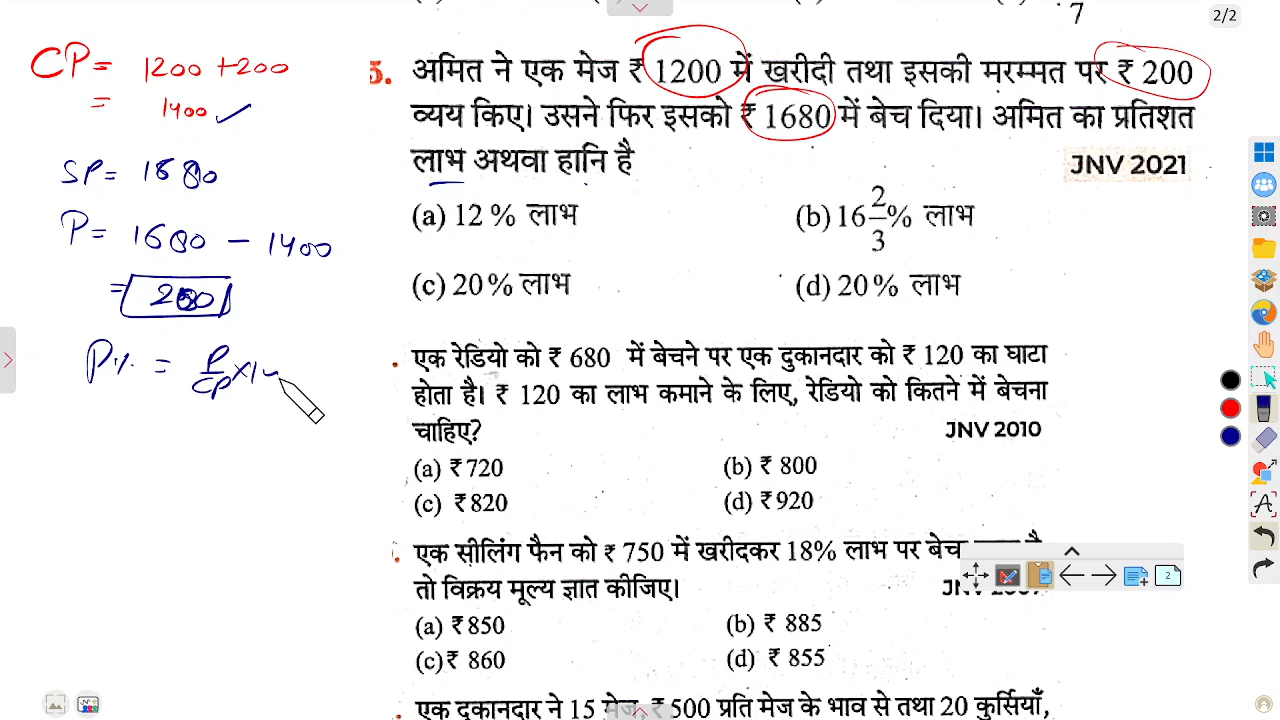 2/2
7
CP = 1200 + 200
= 1400 ✓
SP = 1680
P = 1680 - 1400
= 280
P% = P/CP × 1
5. अमित ने एक मेज ₹ 1200 में खरीदी तथा इसकी मरम्मत पर ₹ 200
व्यय किए। उसने फिर इसको ₹ 1680 में बेच दिया। अमित का प्रतिशत
लाभ अथवा हानि है JNV 2021
(a) 12 % लाभ (b) 16 2/3 % लाभ
(c) 20 % लाभ (d) 20 % लाभ
. एक रेडियो को ₹ 680 में बेचने पर एक दुकानदार को ₹ 120 का घाटा
होता है। ₹ 120 का लाभ कमाने के लिए, रेडियो को कितने में बेचना
चाहिए? JNV 2010
(a) ₹ 720 (b) ₹ 800
(c) ₹ 820 (d) ₹ 920
. एक सीलिंग फैन को ₹ 750 में खरीदकर 18% लाभ पर बेच
तो विक्रय मूल्य ज्ञात कीजिए।
(a) ₹ 850 (b) ₹ 885
(c) ₹ 860 (d) ₹ 855
. एक दुकानदार ने 15 मेज, ₹ 500 प्रति मेज के भाव से तथा 20 कुर्सियाँ,
A
2